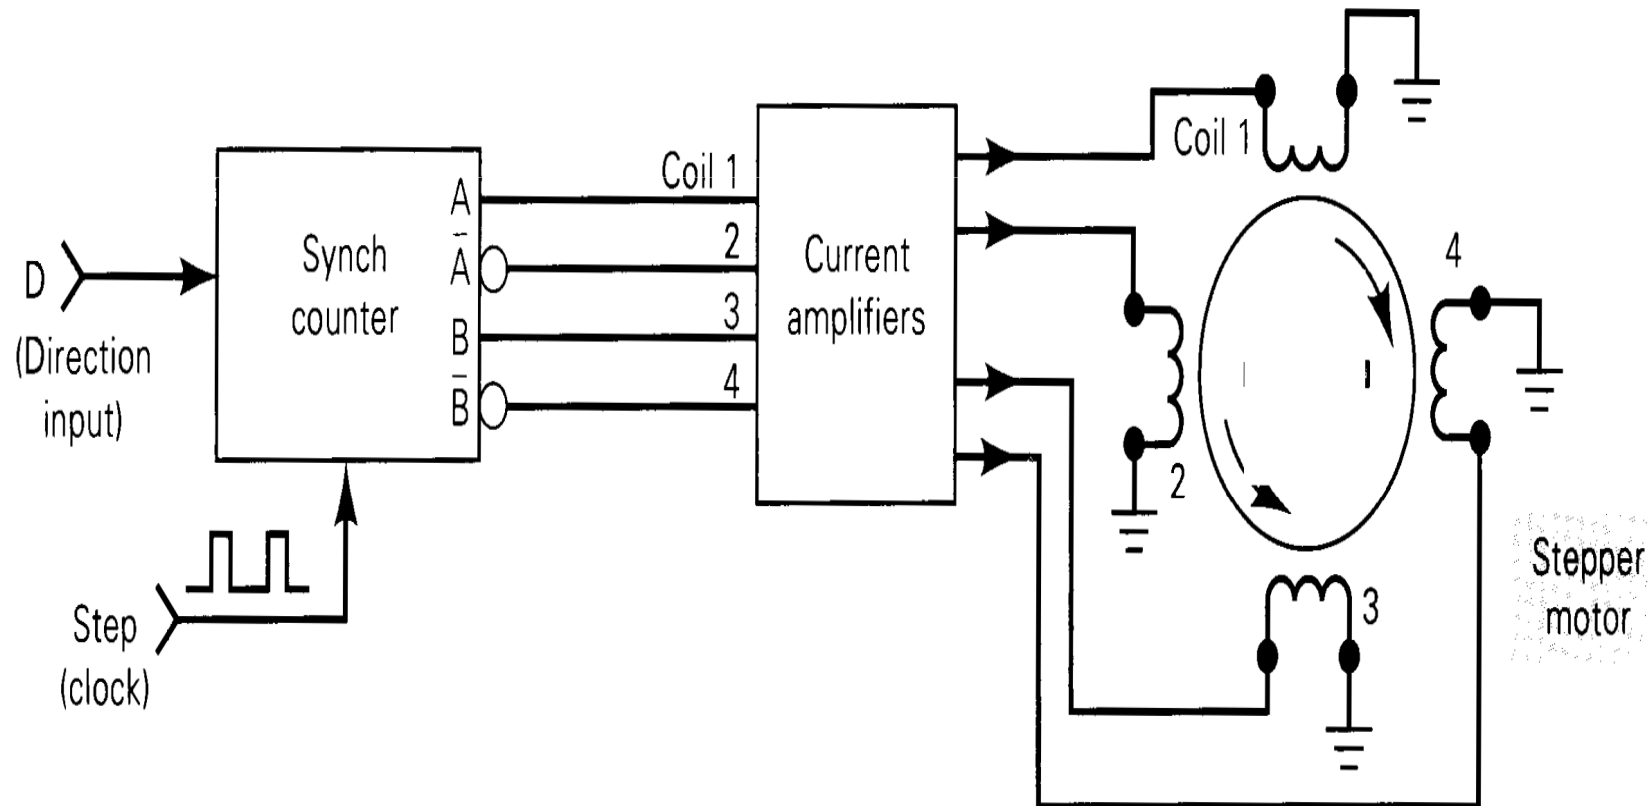 D
(Direction
input)
Step
(clock)
Synch
counter
A
A̅
B
B̅
Coil 1
2
3
4
Current
amplifiers
Coil 1
2
3
4
Stepper
motor